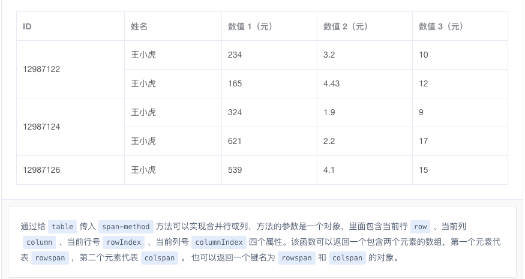 ID 姓名 数值 1（元） 数值 2（元） 数值 3（元）
12987122 王小虎 234 3.2 10
王小虎 165 4.43 12
12987124 王小虎 324 1.9 9
王小虎 621 2.2 17
12987126 王小虎 539 4.1 15
通过给 table 传入 span-method 方法可以实现合并行或列，方法的参数是一个对象，里面包含当前行 row 、当前列
column 、当前行号 rowIndex 、当前列号 columnIndex 四个属性。该函数可以返回一个包含两个元素的数组，第一个元素代
表 rowspan ，第二个元素代表 colspan 。 也可以返回一个键名为 rowspan 和 colspan 的对象。